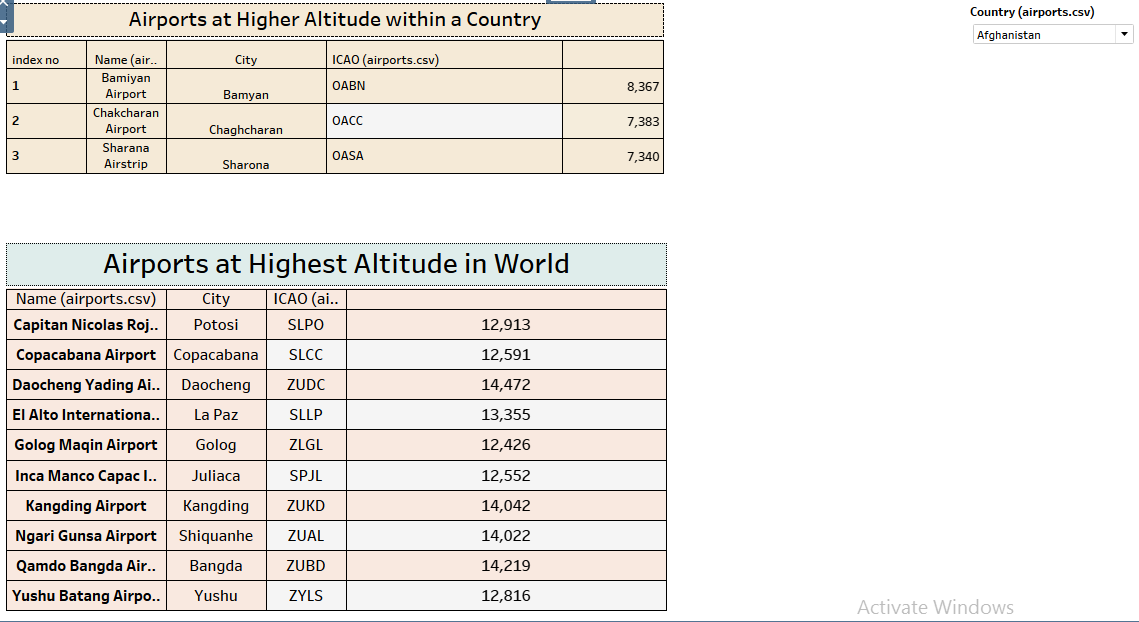 Airports at Higher Altitude within a Country
Country (airports.csv)
Afghanistan
index no Name (air.. City ICAO (airports.csv)
1 Bamiyan Airport Bamyan OABN 8,367
2 Chakcharan Airport Chaghcharan OACC 7,383
3 Sharana Airstrip Sharona OASA 7,340
Airports at Highest Altitude in World
Name (airports.csv) City ICAO (ai..
Capitan Nicolas Roj.. Potosi SLPO 12,913
Copacabana Airport Copacabana SLCC 12,591
Daocheng Yading Ai.. Daocheng ZUDC 14,472
El Alto Internationa.. La Paz SLLP 13,355
Golog Maqin Airport Golog ZLGL 12,426
Inca Manco Capac I.. Juliaca SPJL 12,552
Kangding Airport Kangding ZUKD 14,042
Ngari Gunsa Airport Shiquanhe ZUAL 14,022
Qamdo Bangda Air.. Bangda ZUBD 14,219
Yushu Batang Airpo.. Yushu ZYLS 12,816
Activate Windows